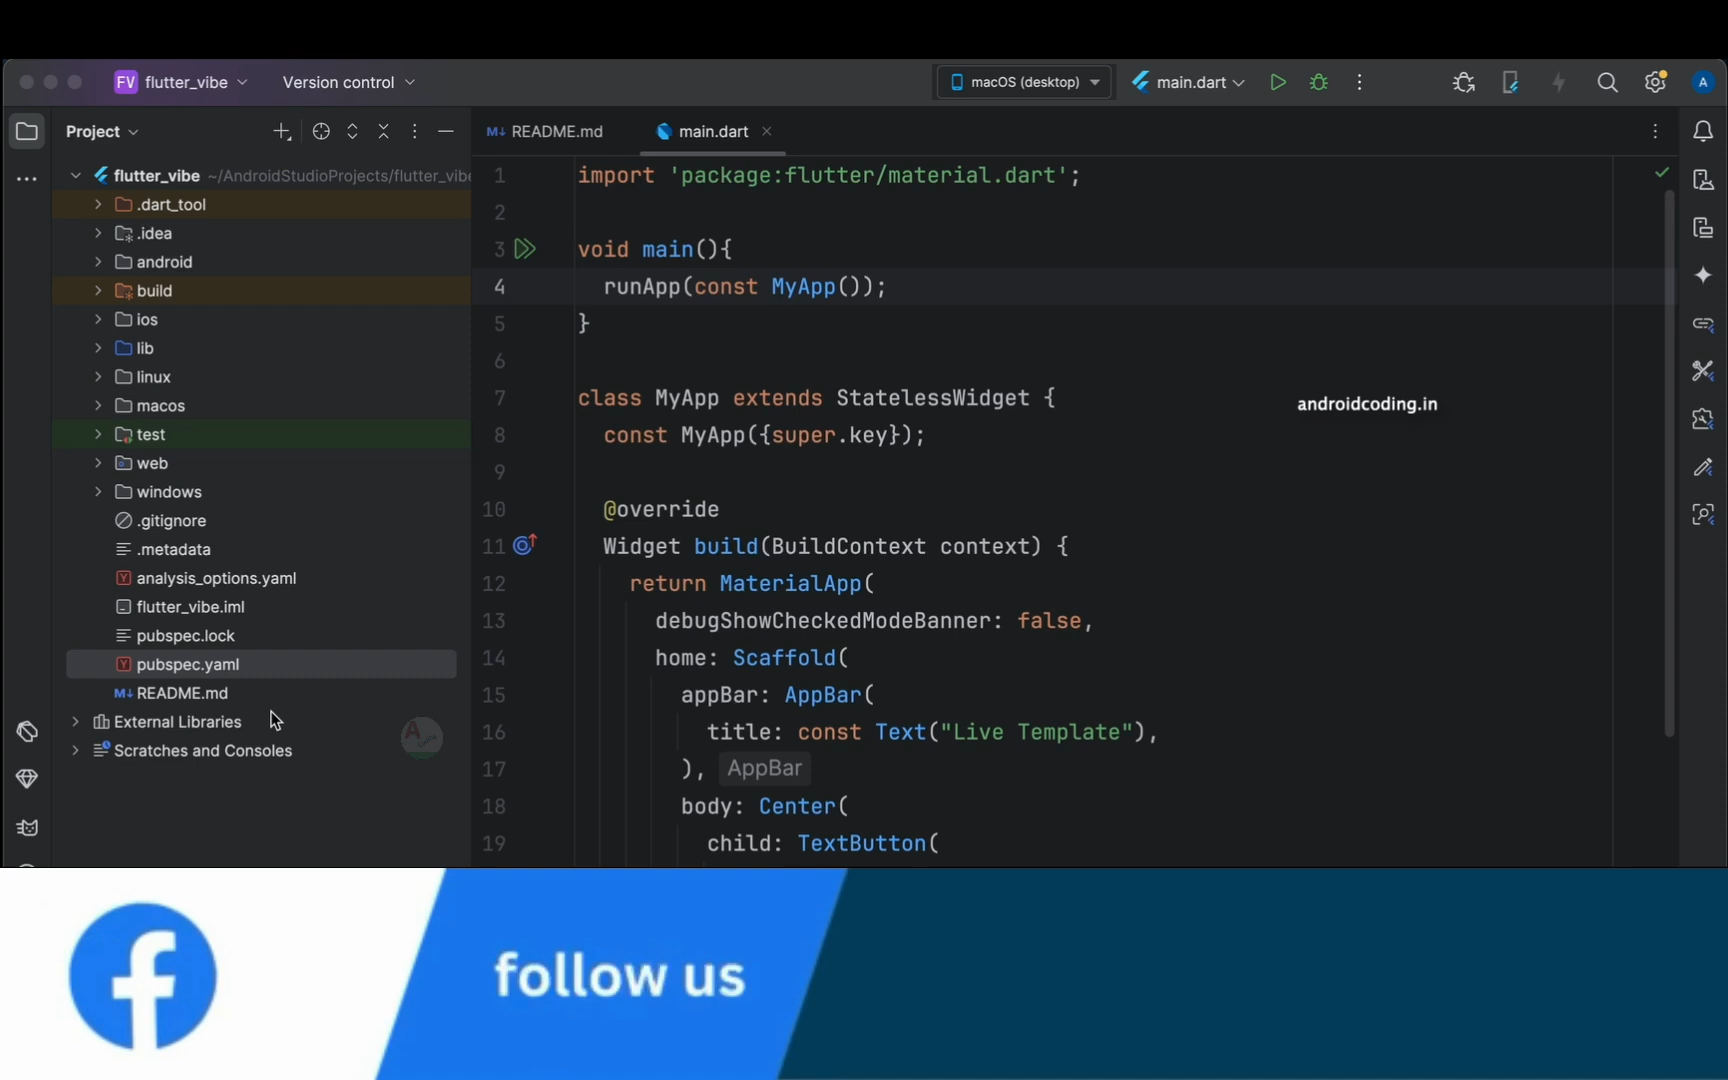 FV flutter_vibe
Version control
macOS (desktop)
main.dart
A
Project
README.md
main.dart
flutter_vibe ~/AndroidStudioProjects/flutter_vibe
.dart_tool
.idea
android
build
ios
lib
linux
macos
test
web
windows
.gitignore
.metadata
analysis_options.yaml
flutter_vibe.iml
pubspec.lock
pubspec.yaml
README.md
External Libraries
Scratches and Consoles
1 import 'package:flutter/material.dart';
2
3 void main(){
4 runApp(const MyApp());
5 }
6
7 class MyApp extends StatelessWidget {
8 const MyApp({super.key});
9
10 @override
11 Widget build(BuildContext context) {
12 return MaterialApp(
13 debugShowCheckedModeBanner: false,
14 home: Scaffold(
15 appBar: AppBar(
16 title: const Text("Live Template"),
17 ), AppBar
18 body: Center(
19 child: TextButton(
androidcoding.in
follow us